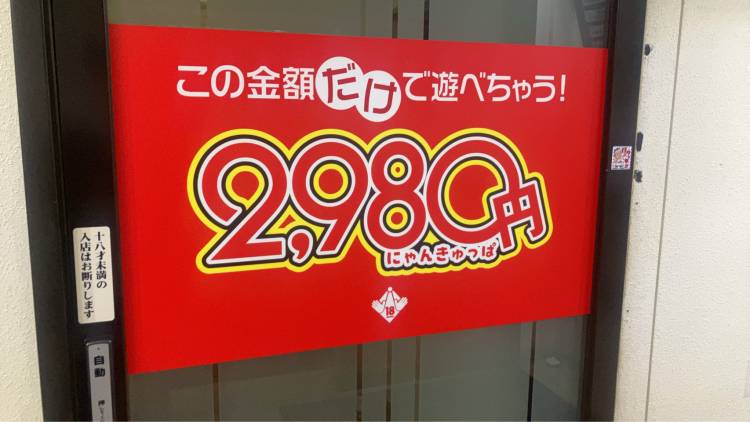 この金額だけで遊べちゃう!
2,980円
にゃんきゅっぱ
18
十八才未満の
入店はお断りします
自動